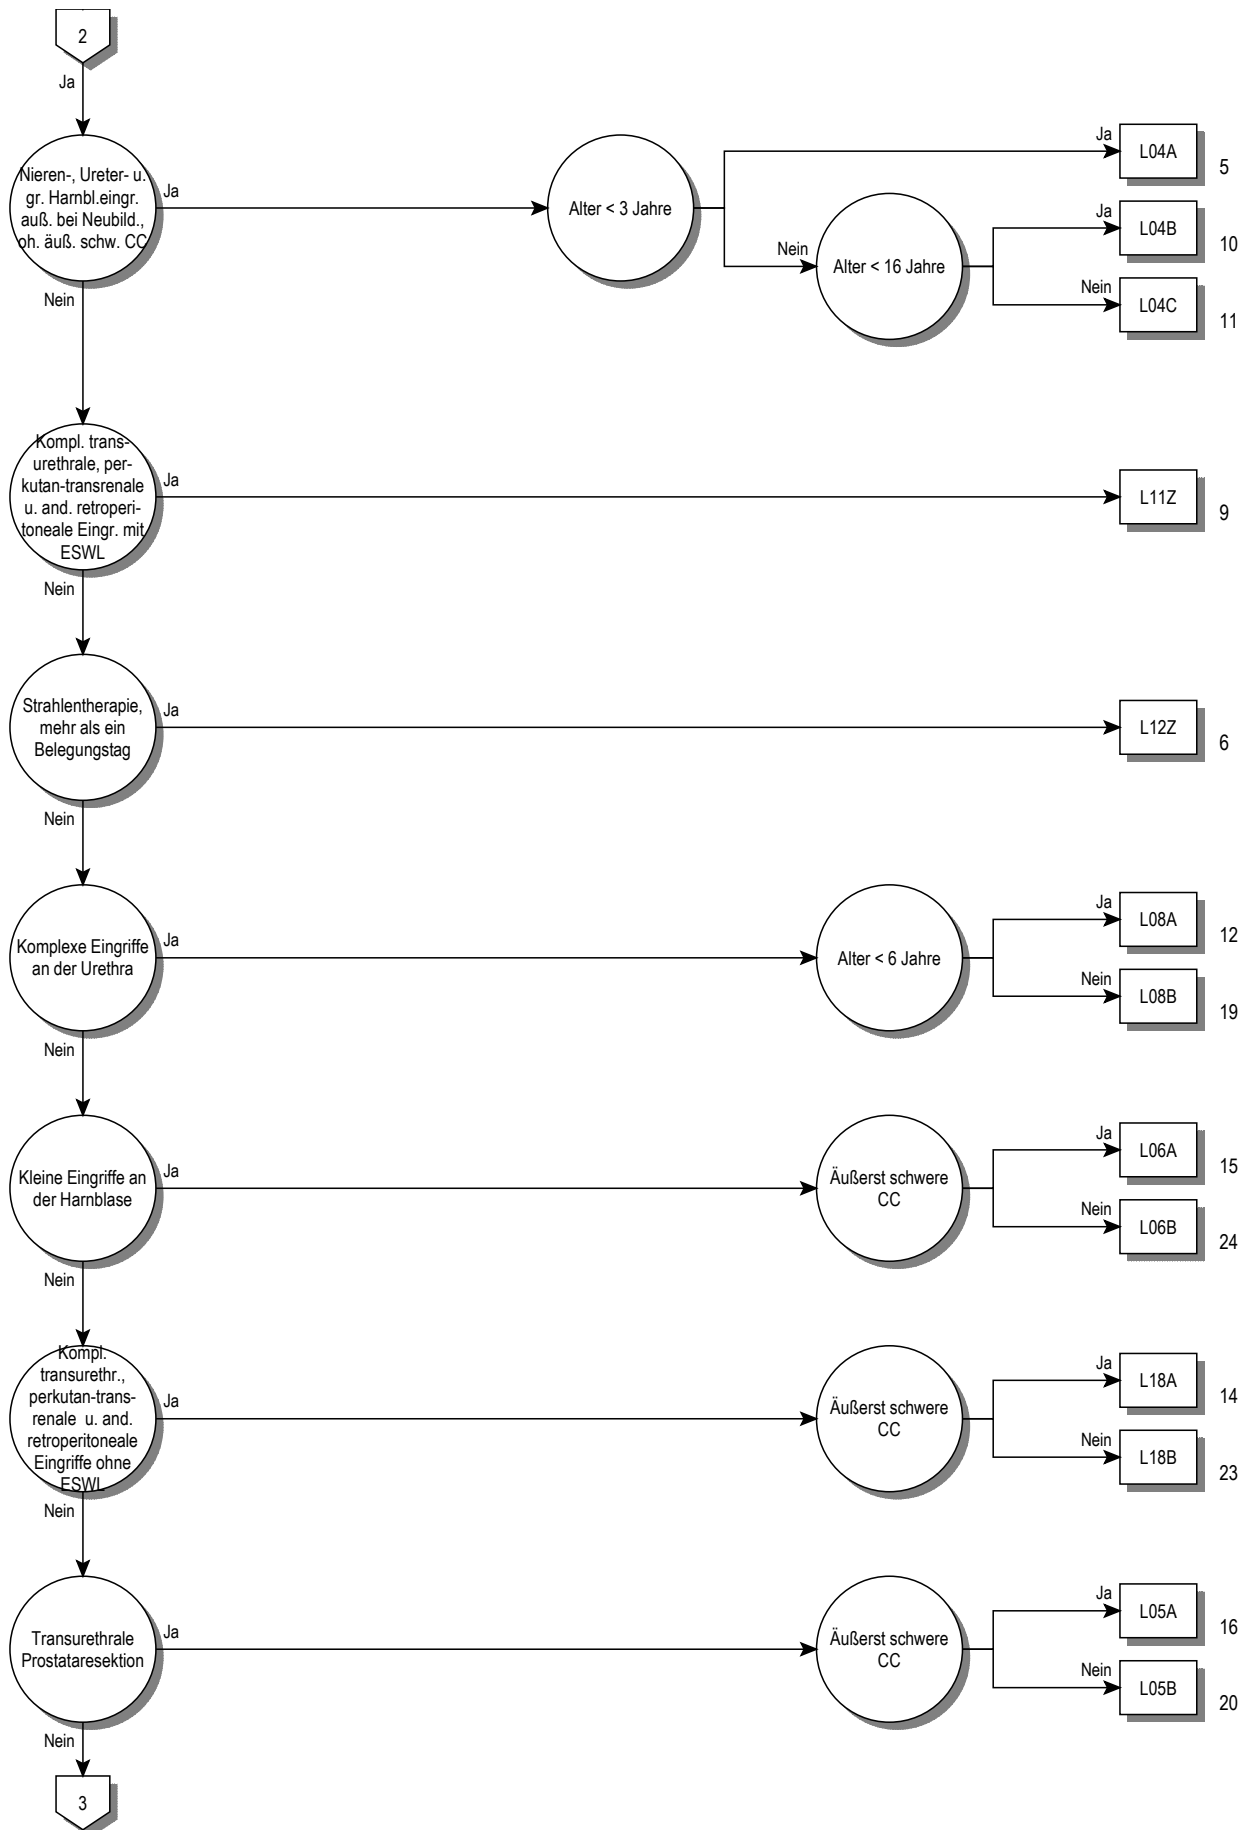 2
Ja
Nieren-, Ureter- u.
gr. Harnbl.eingr.
auß. bei Neubild.,
oh. äuß. schw. CC
Ja
Alter < 3 Jahre
Ja
L04A
5
Nein
Alter < 16 Jahre
Ja
L04B
10
Nein
L04C
11
Nein
Kompl. trans-
urethrale, per-
kutan-transrenale
u. and. retroperi-
toneale Eingr. mit
ESWL
Ja
L11Z
9
Nein
Strahlentherapie,
mehr als ein
Belegungstag
Ja
L12Z
6
Nein
Komplexe Eingriffe
an der Urethra
Ja
Alter < 6 Jahre
Ja
L08A
12
Nein
L08B
19
Nein
Kleine Eingriffe an
der Harnblase
Ja
Äußerst schwere
CC
Ja
L06A
15
Nein
L06B
24
Nein
Kompl.
transurethr.,
perkutan-trans-
renale u. and.
retroperitoneale
Eingriffe ohne
ESWL
Ja
Äußerst schwere
CC
Ja
L18A
14
Nein
L18B
23
Nein
Transurethrale
Prostataresektion
Ja
Äußerst schwere
CC
Ja
L05A
16
Nein
L05B
20
Nein
3